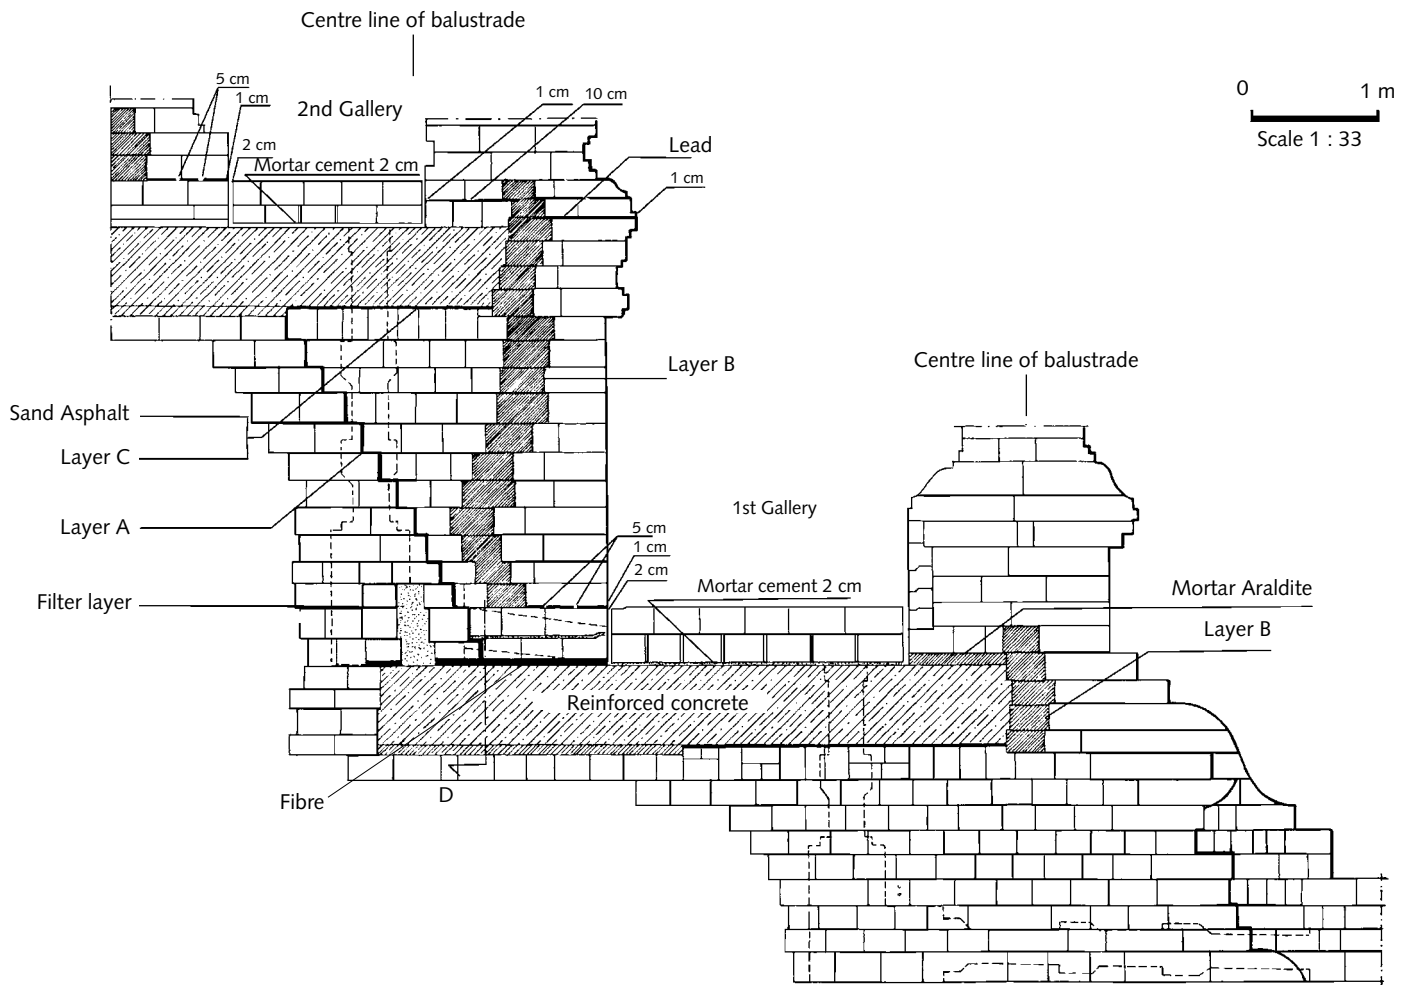 Centre line of balustrade
0 1 m
Scale 1 : 33
5 cm
1 cm
2nd Gallery
1 cm
10 cm
2 cm
Mortar cement 2 cm
Lead
1 cm
Centre line of balustrade
Layer B
Sand Asphalt
Layer C
Layer A
1st Gallery
5 cm
1 cm
2 cm
Mortar cement 2 cm
Mortar Araldite
Filter layer
Layer B
Reinforced concrete
Fibre
D